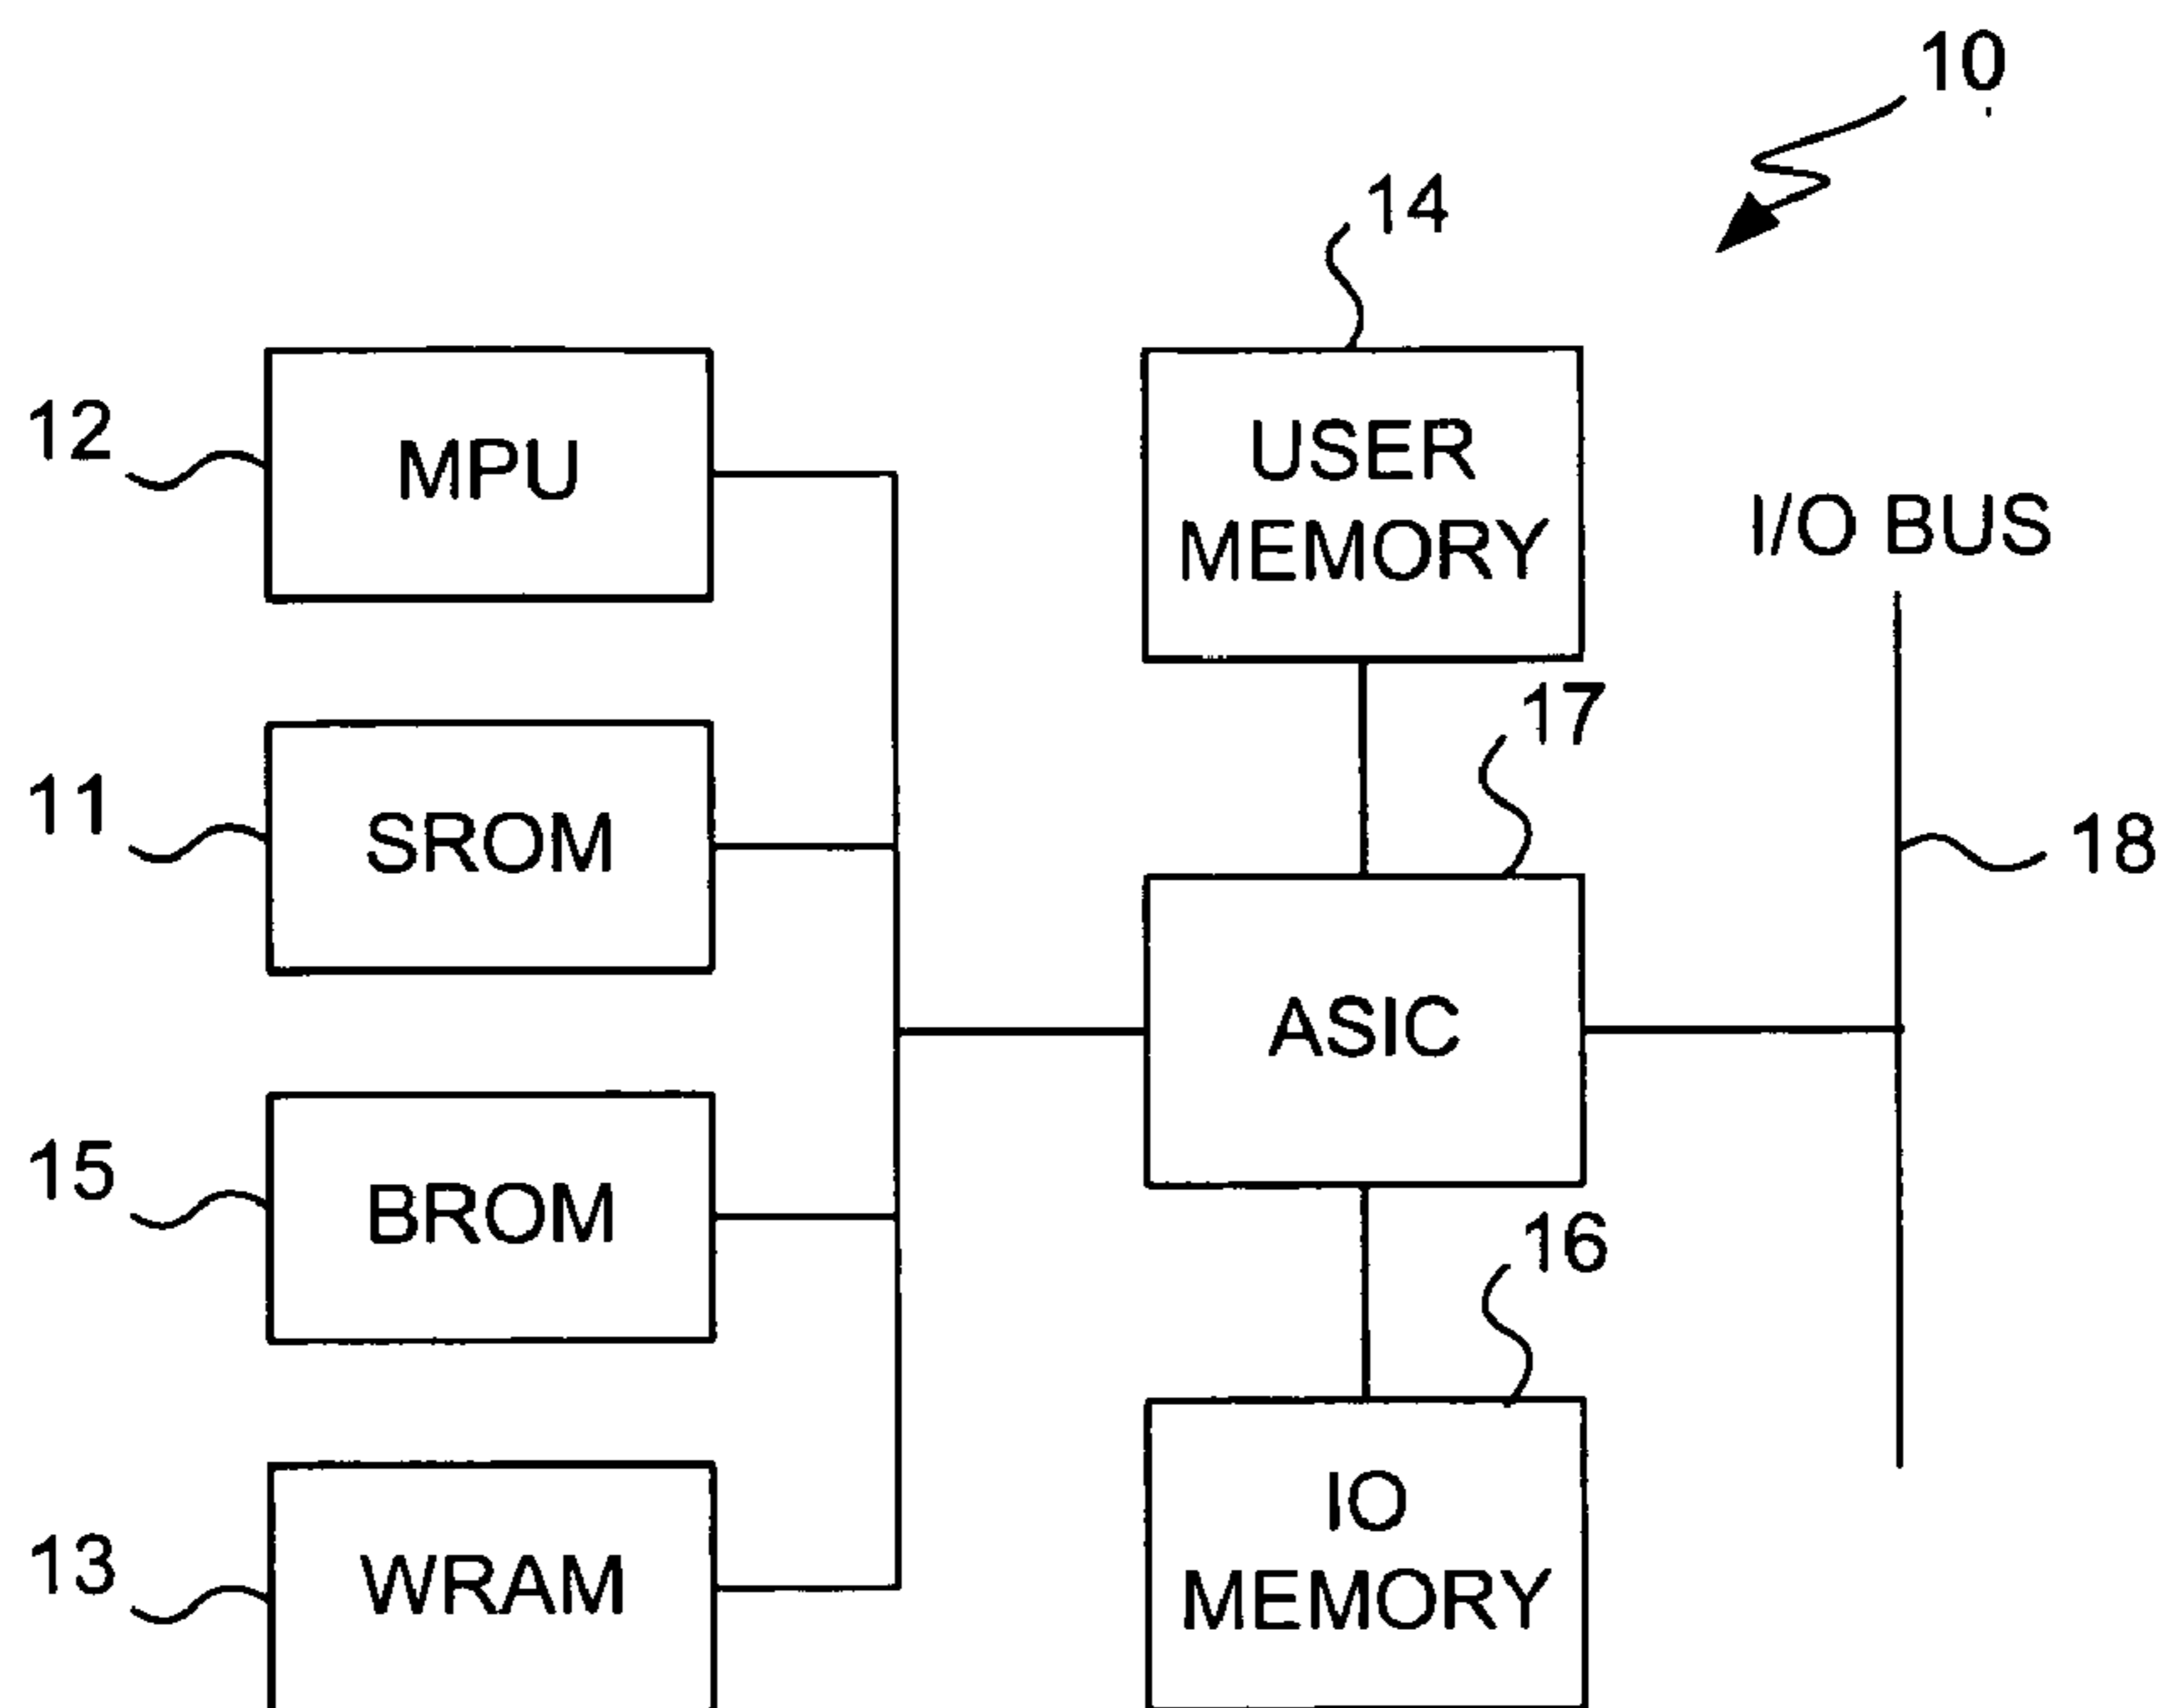 10
14
12
MPU
USER
MEMORY
I/O BUS
17
11
SROM
18
ASIC
15
BROM
16
IO
MEMORY
13
WRAM